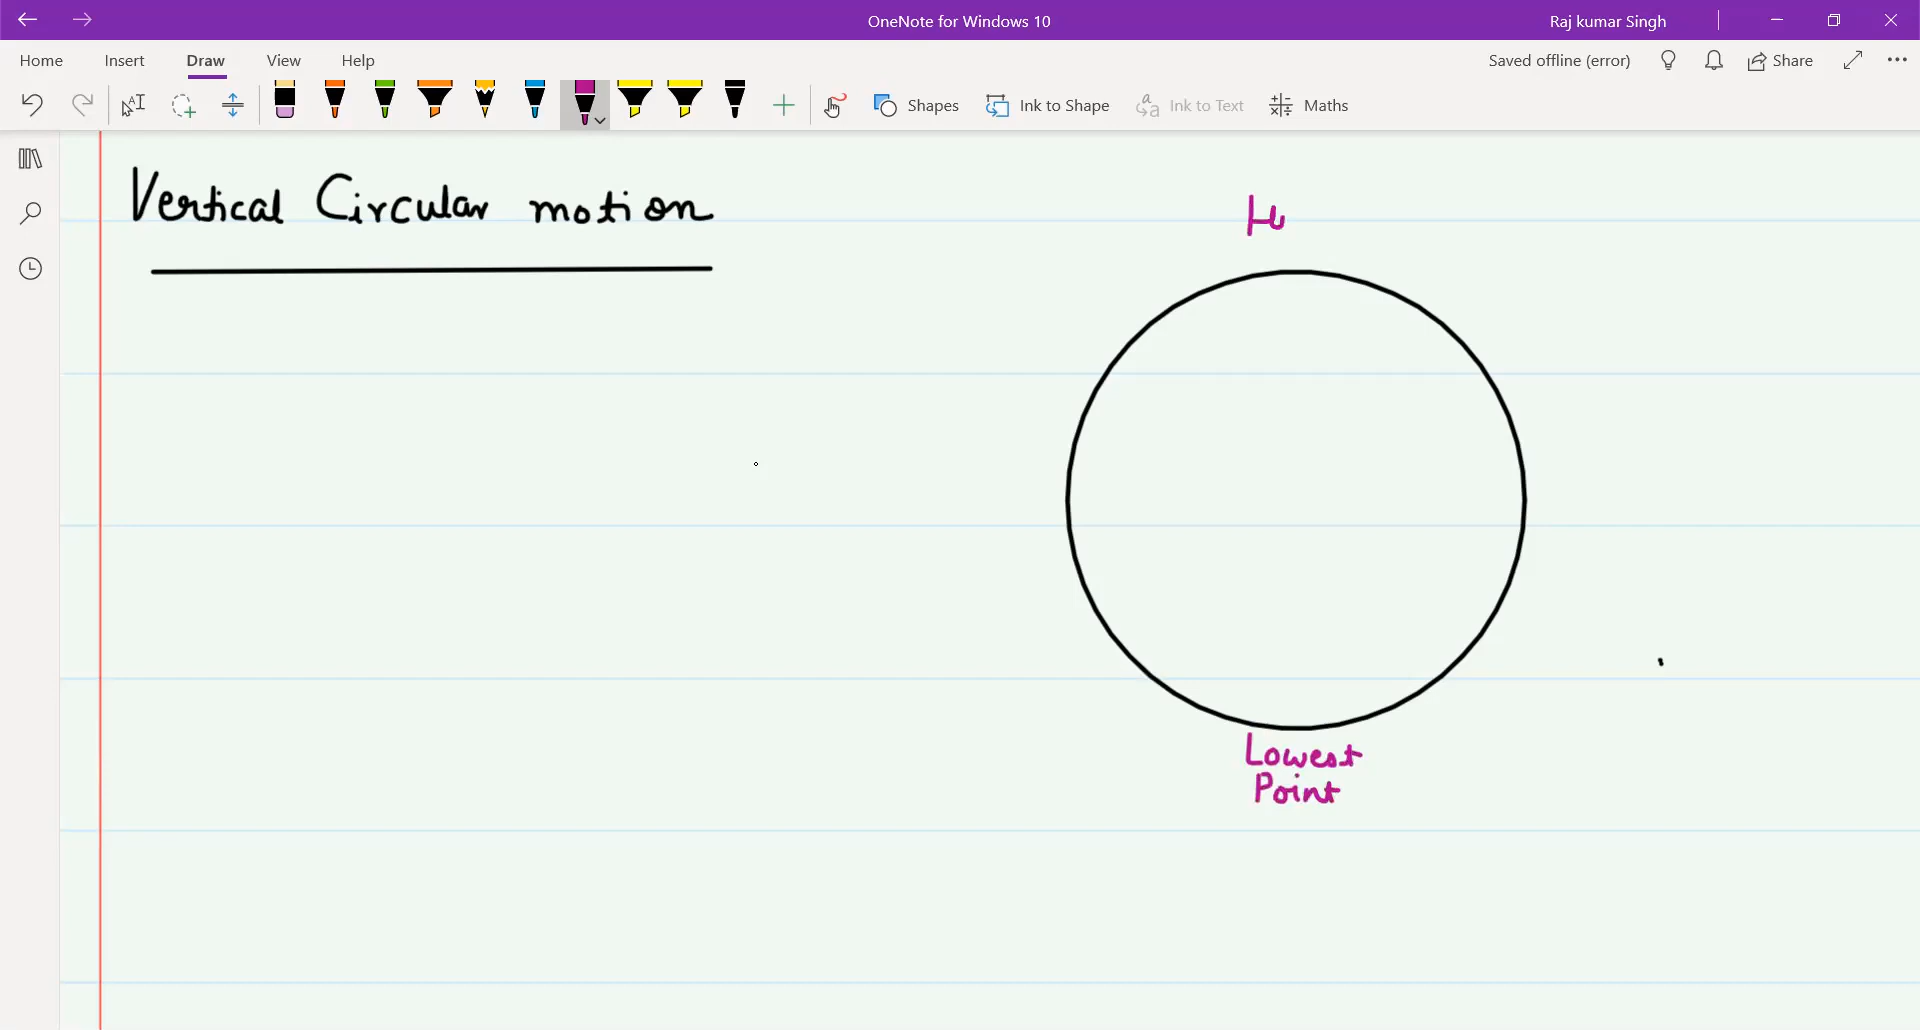 OneNote for Windows 10
Raj kumar Singh
Home Insert Draw View Help
Saved offline (error) Share
Shapes Ink to Shape Ink to Text Maths
Vertical Circular motion
Lowest
Point